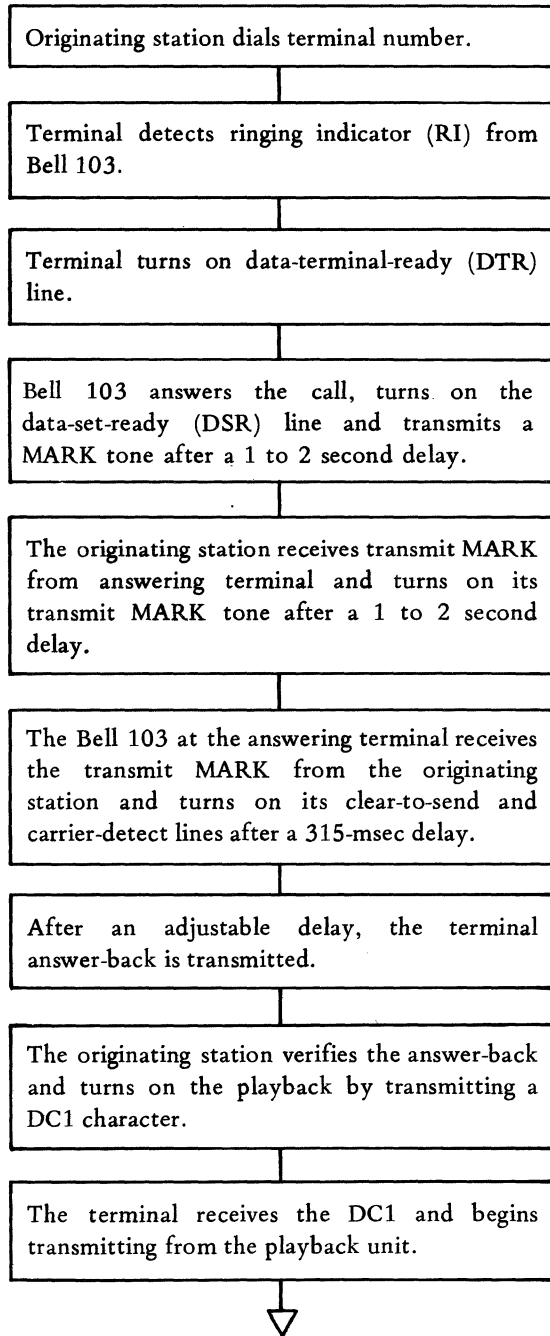 Originating station dials terminal number.
Terminal detects ringing indicator (RI) from
Bell 103.
Terminal turns on data-terminal-ready (DTR)
line.
Bell 103 answers the call, turns on the
data-set-ready (DSR) line and transmits a
MARK tone after a 1 to 2 second delay.
The originating station receives transmit MARK
from answering terminal and turns on its
transmit MARK tone after a 1 to 2 second
delay.
The Bell 103 at the answering terminal receives
the transmit MARK from the originating
station and turns on its clear-to-send and
carrier-detect lines after a 315-msec delay.
After an adjustable delay, the terminal
answer-back is transmitted.
The originating station verifies the answer-back
and turns on the playback by transmitting a
DC1 character.
The terminal receives the DC1 and begins
transmitting from the playback unit.